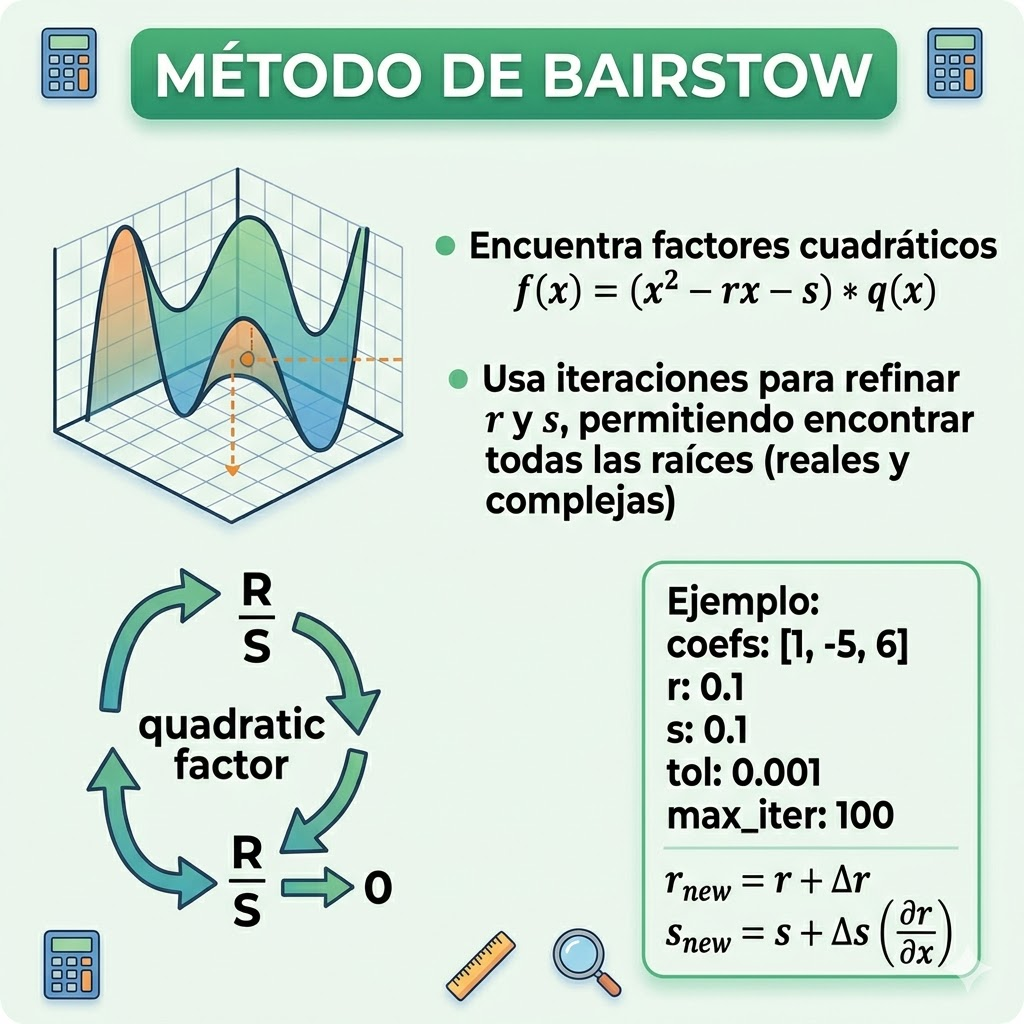 MÉTODO DE BAIRSTOW
Encuentra factores cuadráticos
f(x) = (x² − rx − s) * q(x)
Usa iteraciones para refinar
r y s, permitiendo encontrar
todas las raíces (reales y
complejas)
R
S
quadratic
factor
R
S
0
Ejemplo:
coefs: [1, -5, 6]
r: 0.1
s: 0.1
tol: 0.001
max_iter: 100
r_new = r + Δr
s_new = s + Δs (∂r/∂x)